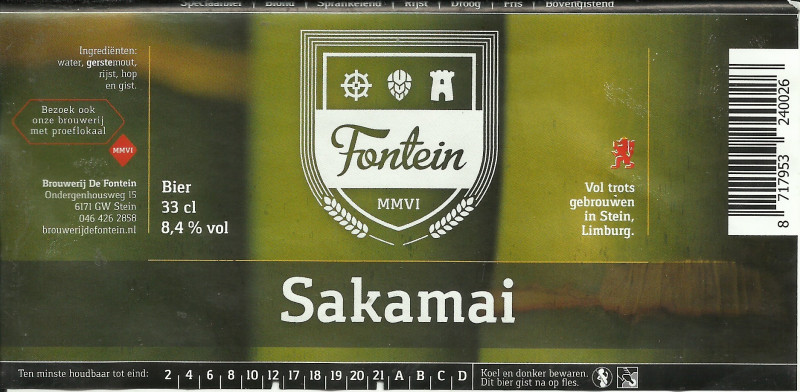 Speciaalbier | Blond | Sprankelend | Rijst | Droog | Fris | Bovengistend
Ingrediënten:
water, gerstemout,
rijst, hop
en gist.
Bezoek ook
onze brouwerij
met proeflokaal
MMVI
Brouwerij De Fontein
Ondergenhousweg 15
6171 GW Stein
046 426 2858
brouwerijdefontein.nl
Bier
33 cl
8,4 % vol
Fontein
MMVI
Vol trots
gebrouwen
in Stein,
Limburg.
8 717953 240026
Sakamai
Ten minste houdbaar tot eind: 2 | 4 | 6 | 8 | 10 | 12 | 17 | 18 | 19 | 20 | 21 | A | B | C | D
Koel en donker bewaren.
Dit bier gist na op fles.